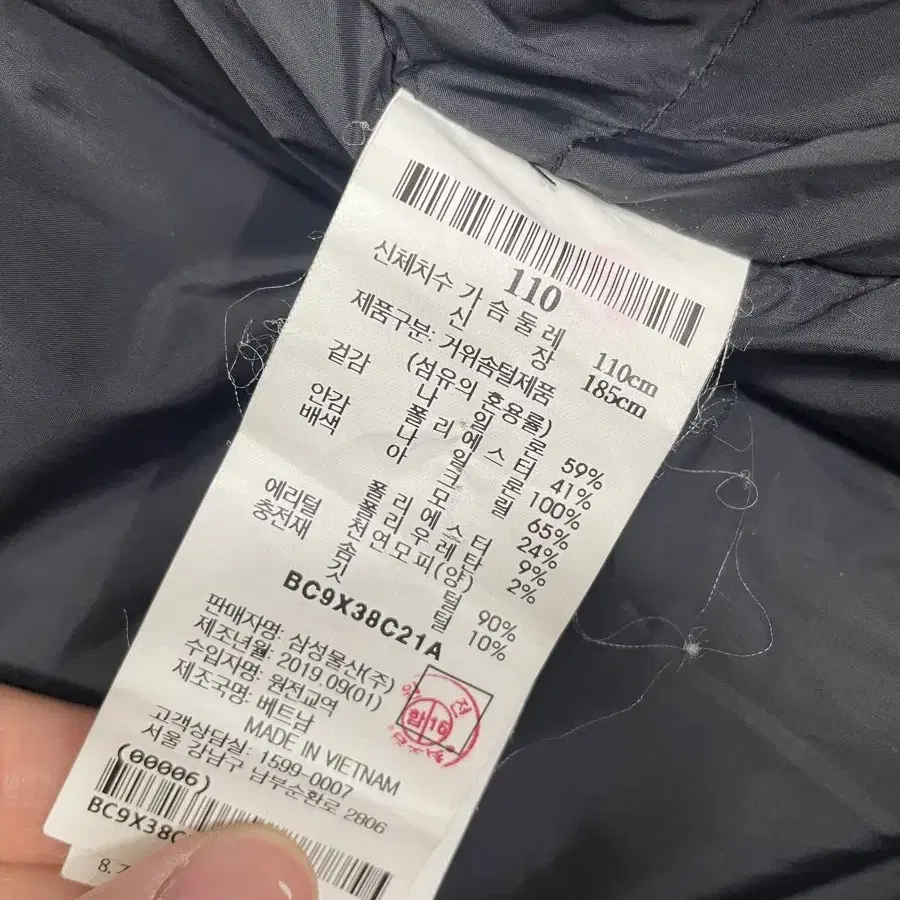 110
신체치수 가 슴 둘 레 110cm
신 장 185cm
제품구분: 거위솜털제품
(섬유의 혼용률)
겉감 나 일 론 59%
폴 리 에 스 터 41%
안감 나 일 론 100%
배색 아 크 릴 65%
모 24%
폴 리 에 스 터 9%
폴 리 우 레 탄 2%
에리털 천연모피(양)털
충전재 솜 털 90%
깃 털 10%
BC9X38C21A
판매자명: 삼성물산(주)
제조년월: 2019.09(01)
수입자명: 원전교역
제조국명: 베트남
MADE IN VIETNAM
고객상담실: 1599-0007
서울 강남구 남부순환로 2806
(00006)
BC9X38C
8.7